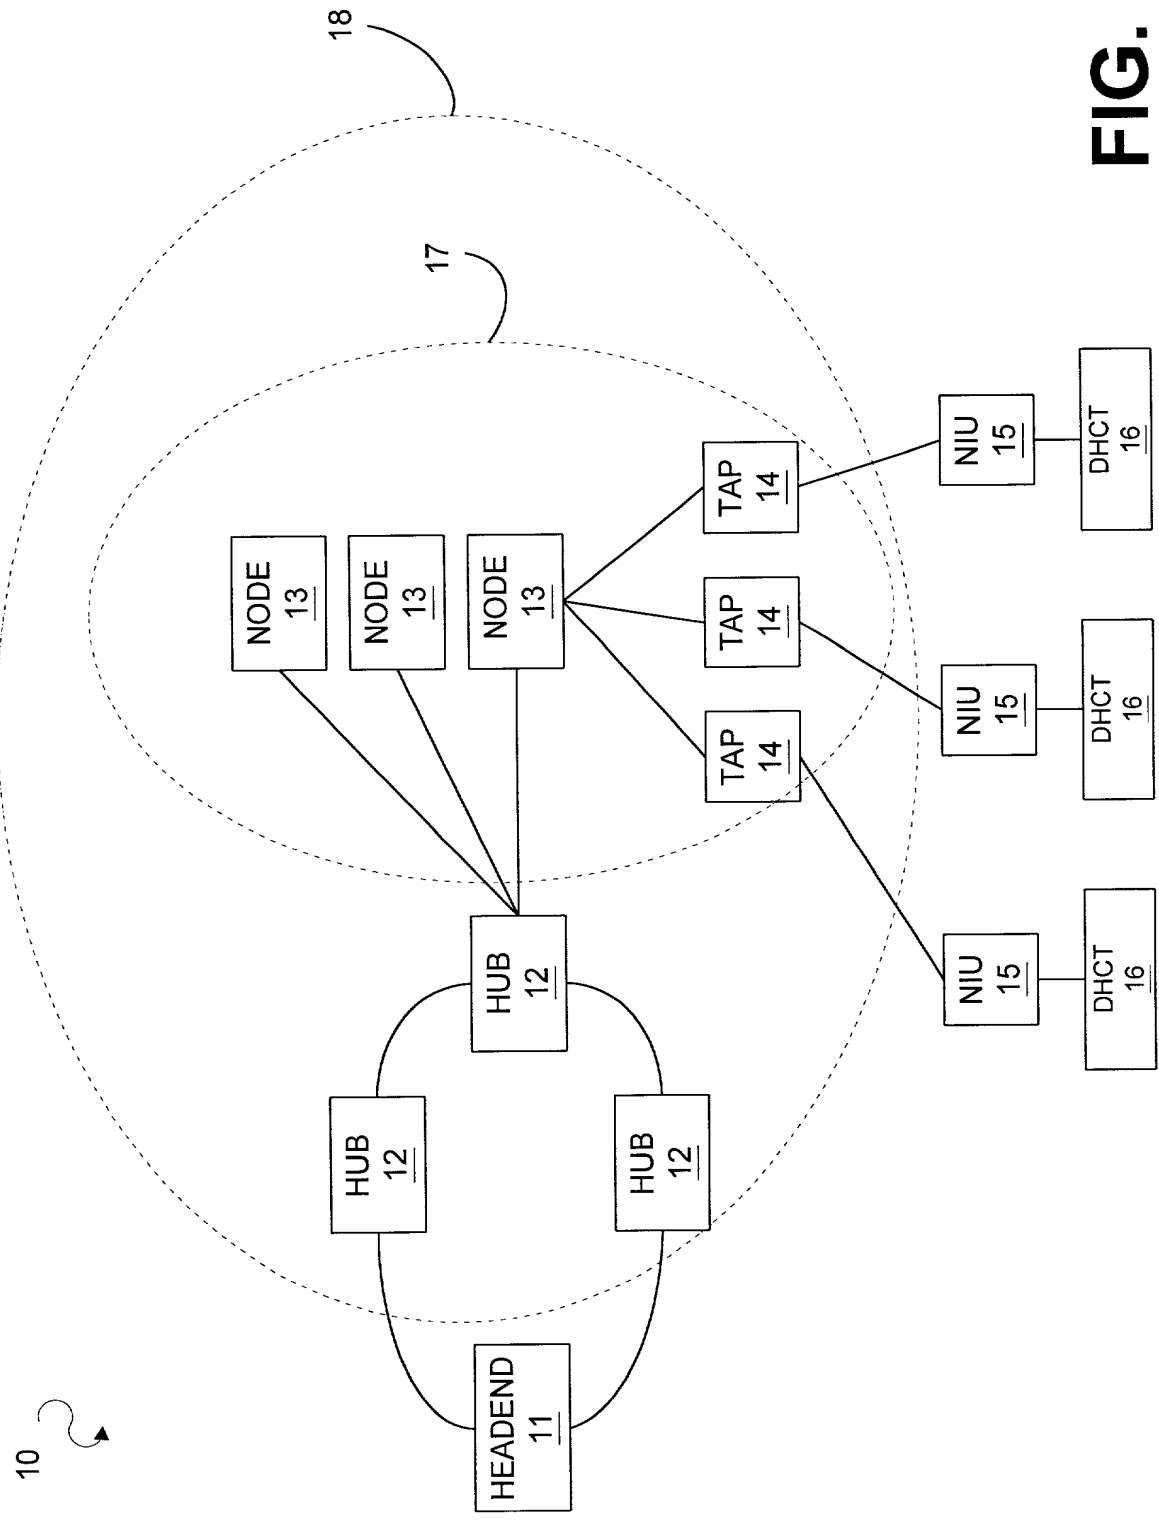 10
18
17
HEADEND
11
HUB
12
HUB
12
HUB
12
NODE
13
NODE
13
NODE
13
TAP
14
TAP
14
TAP
14
NIU
15
NIU
15
NIU
15
DHCT
16
DHCT
16
DHCT
16
FIG.